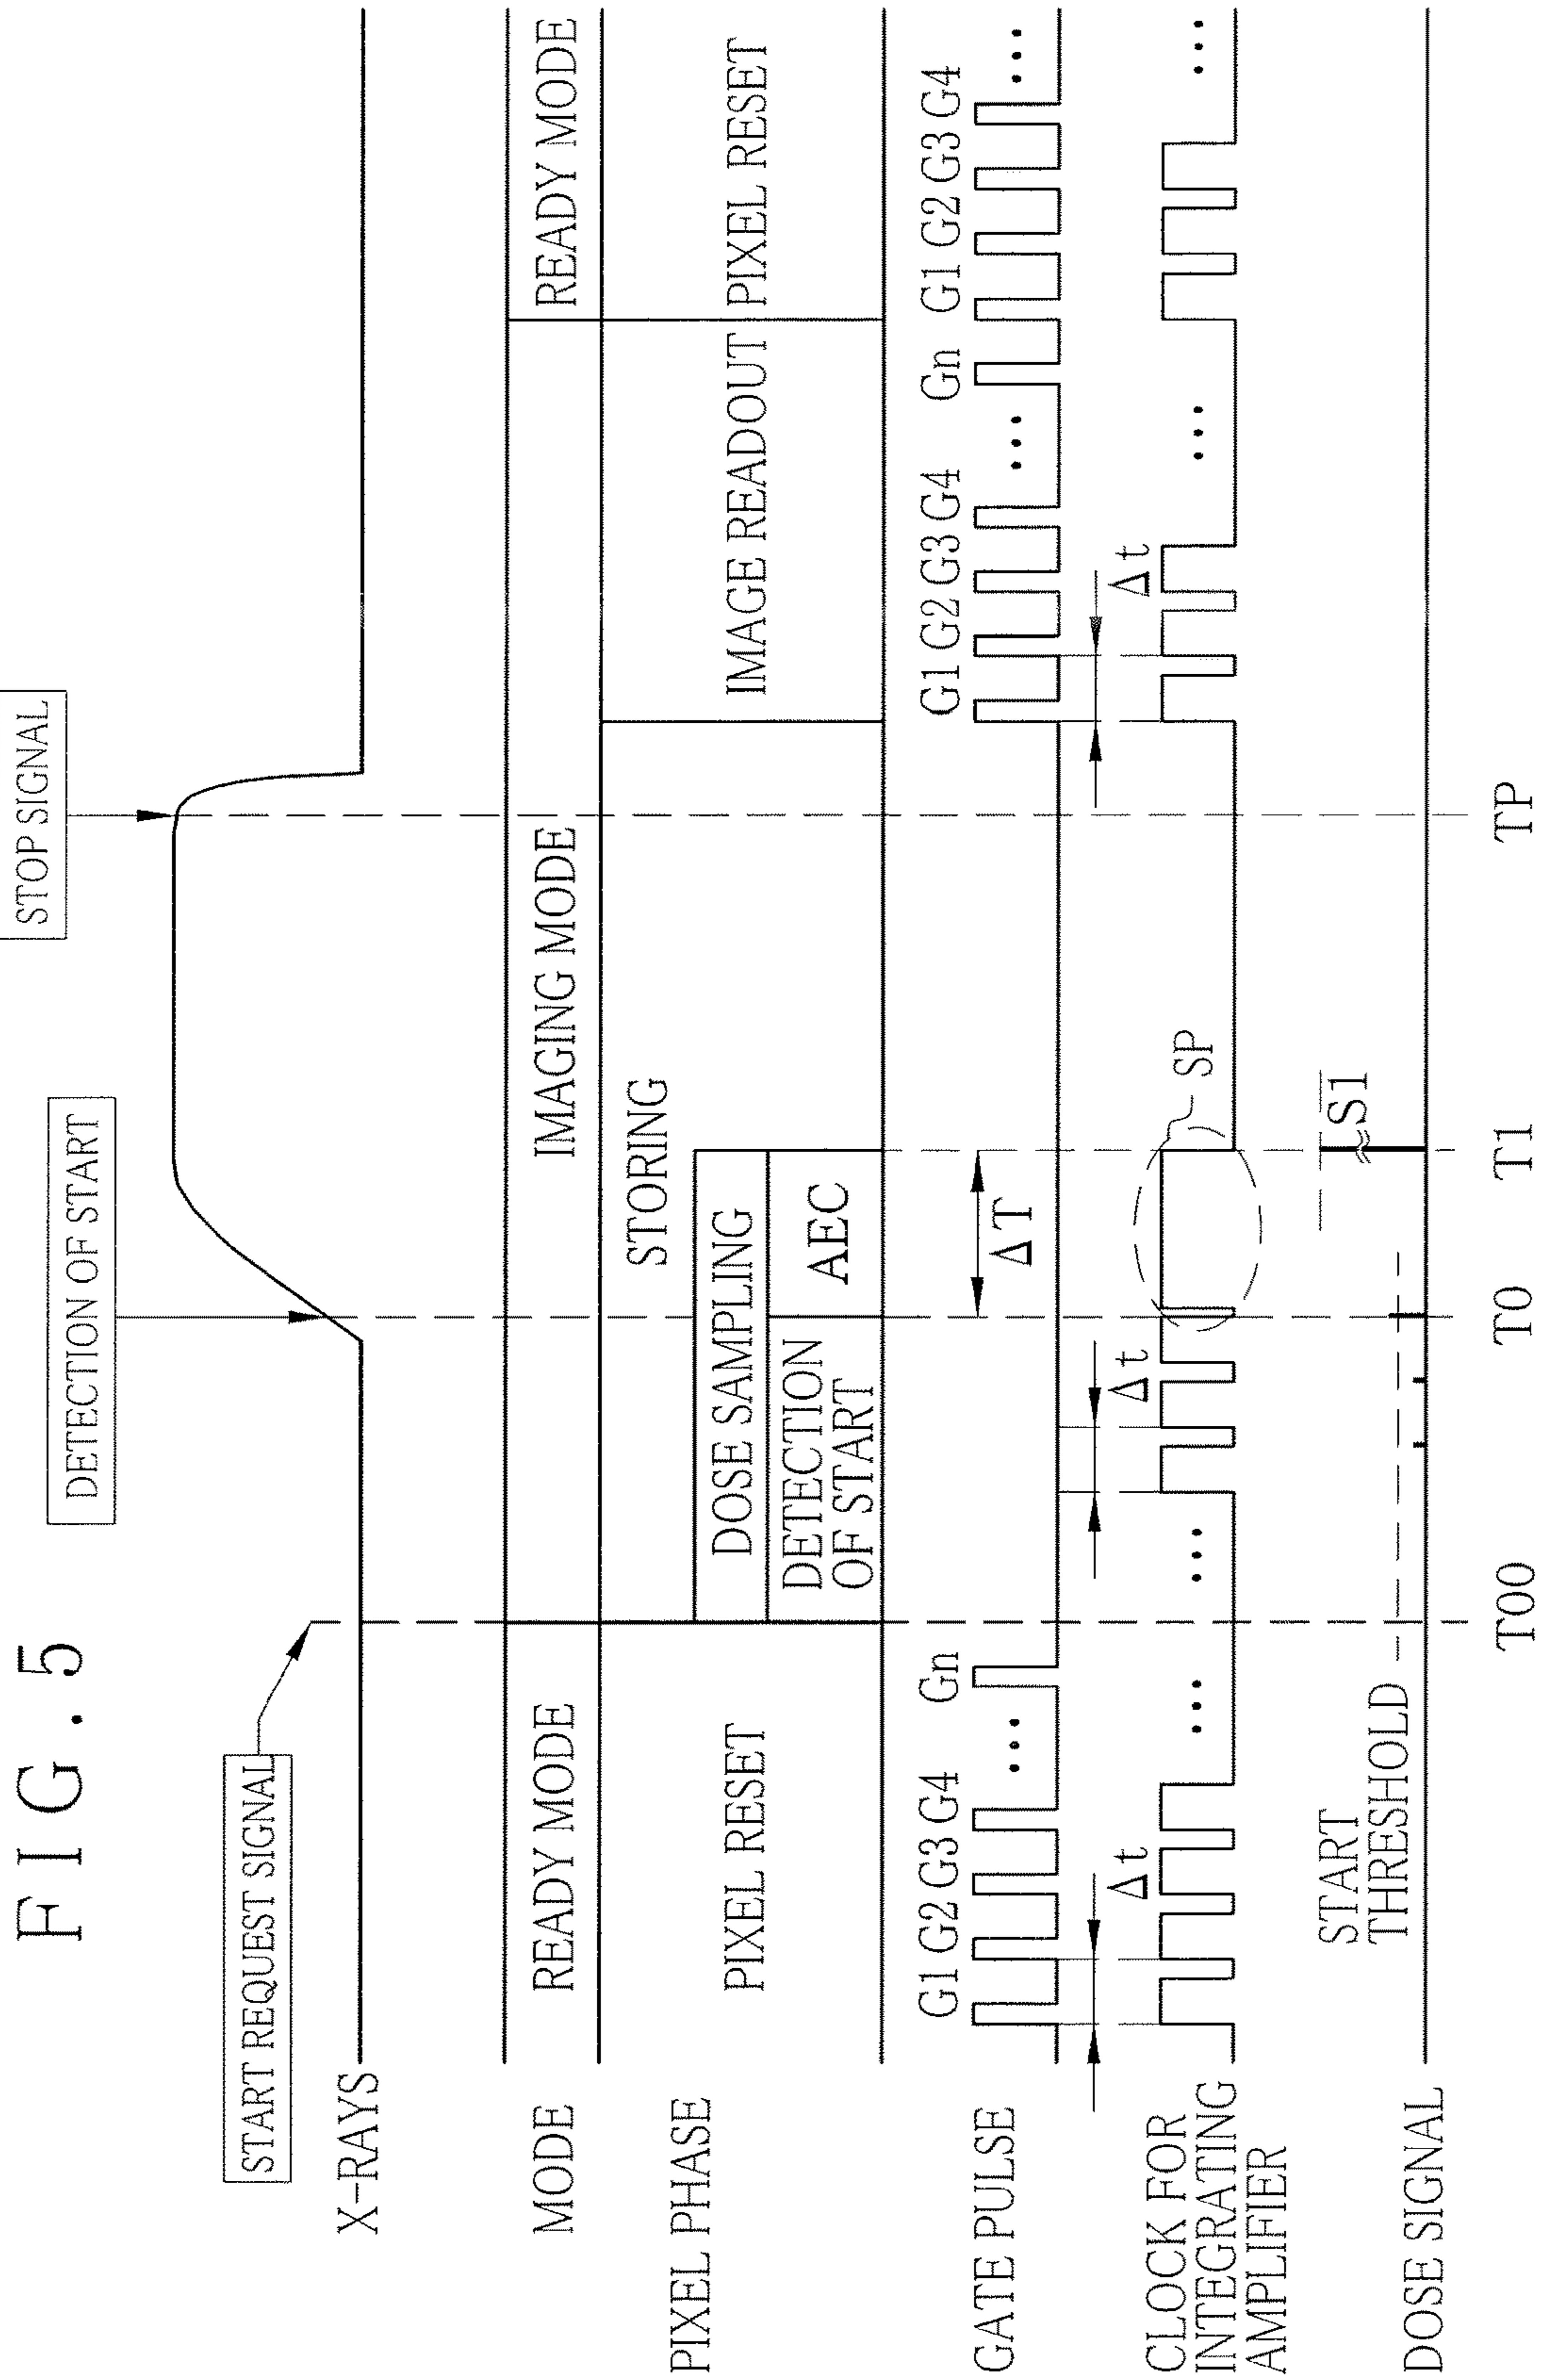 FIG.5
START REQUEST SIGNAL
DETECTION OF START
STOP SIGNAL
X-RAYS
MODE
READY MODE
IMAGING MODE
READY MODE
PIXEL PHASE
PIXEL RESET
STORING
DOSE SAMPLING
DETECTION
OF START
AEC
IMAGE READOUT
PIXEL RESET
GATE PULSE
G1 G2 G3 G4 ... Gn
ΔT
G1 G2 G3 G4 ... Gn
G1 G2 G3 G4 ...
CLOCK FOR
INTEGRATING
AMPLIFIER
Δt
...
...
Δt
SP
Δt
...
...
DOSE SIGNAL
START
THRESHOLD
S1
T00
T0
T1
TP